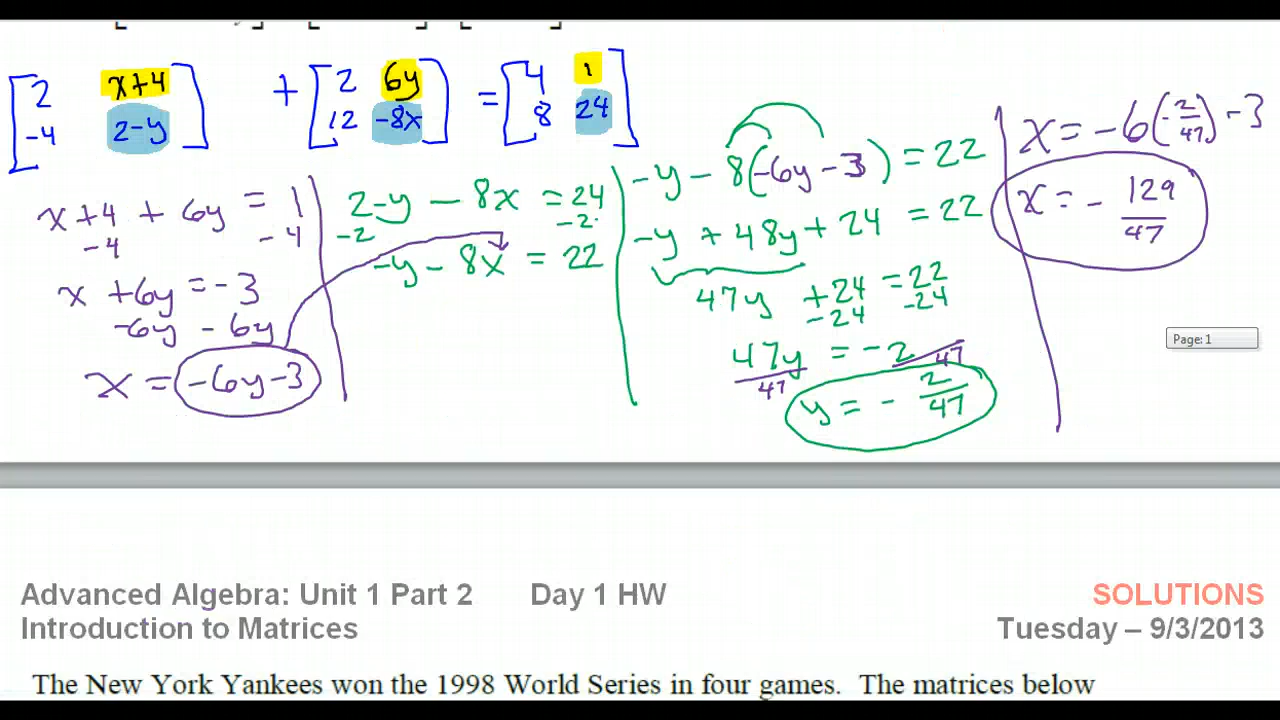 [2 x+4] + [2 6y] = [4 1]
[-4 2-y] [12 -8x] [8 24]
x+4 + 6y = 1
-4 -4
x +6y = -3
-6y -6y
x = -6y-3
2-y - 8x = 24
-2 -2
-y - 8x = 22
-y - 8(-6y-3) = 22
-y + 48y + 24 = 22
47y +24 = 22
-24 -24
47y = -2
47 47
y = - 2/47
x = -6(-2/47) -3
x = - 129/47
Page: 1
Advanced Algebra: Unit 1 Part 2 Day 1 HW SOLUTIONS
Introduction to Matrices Tuesday – 9/3/2013
The New York Yankees won the 1998 World Series in four games. The matrices below